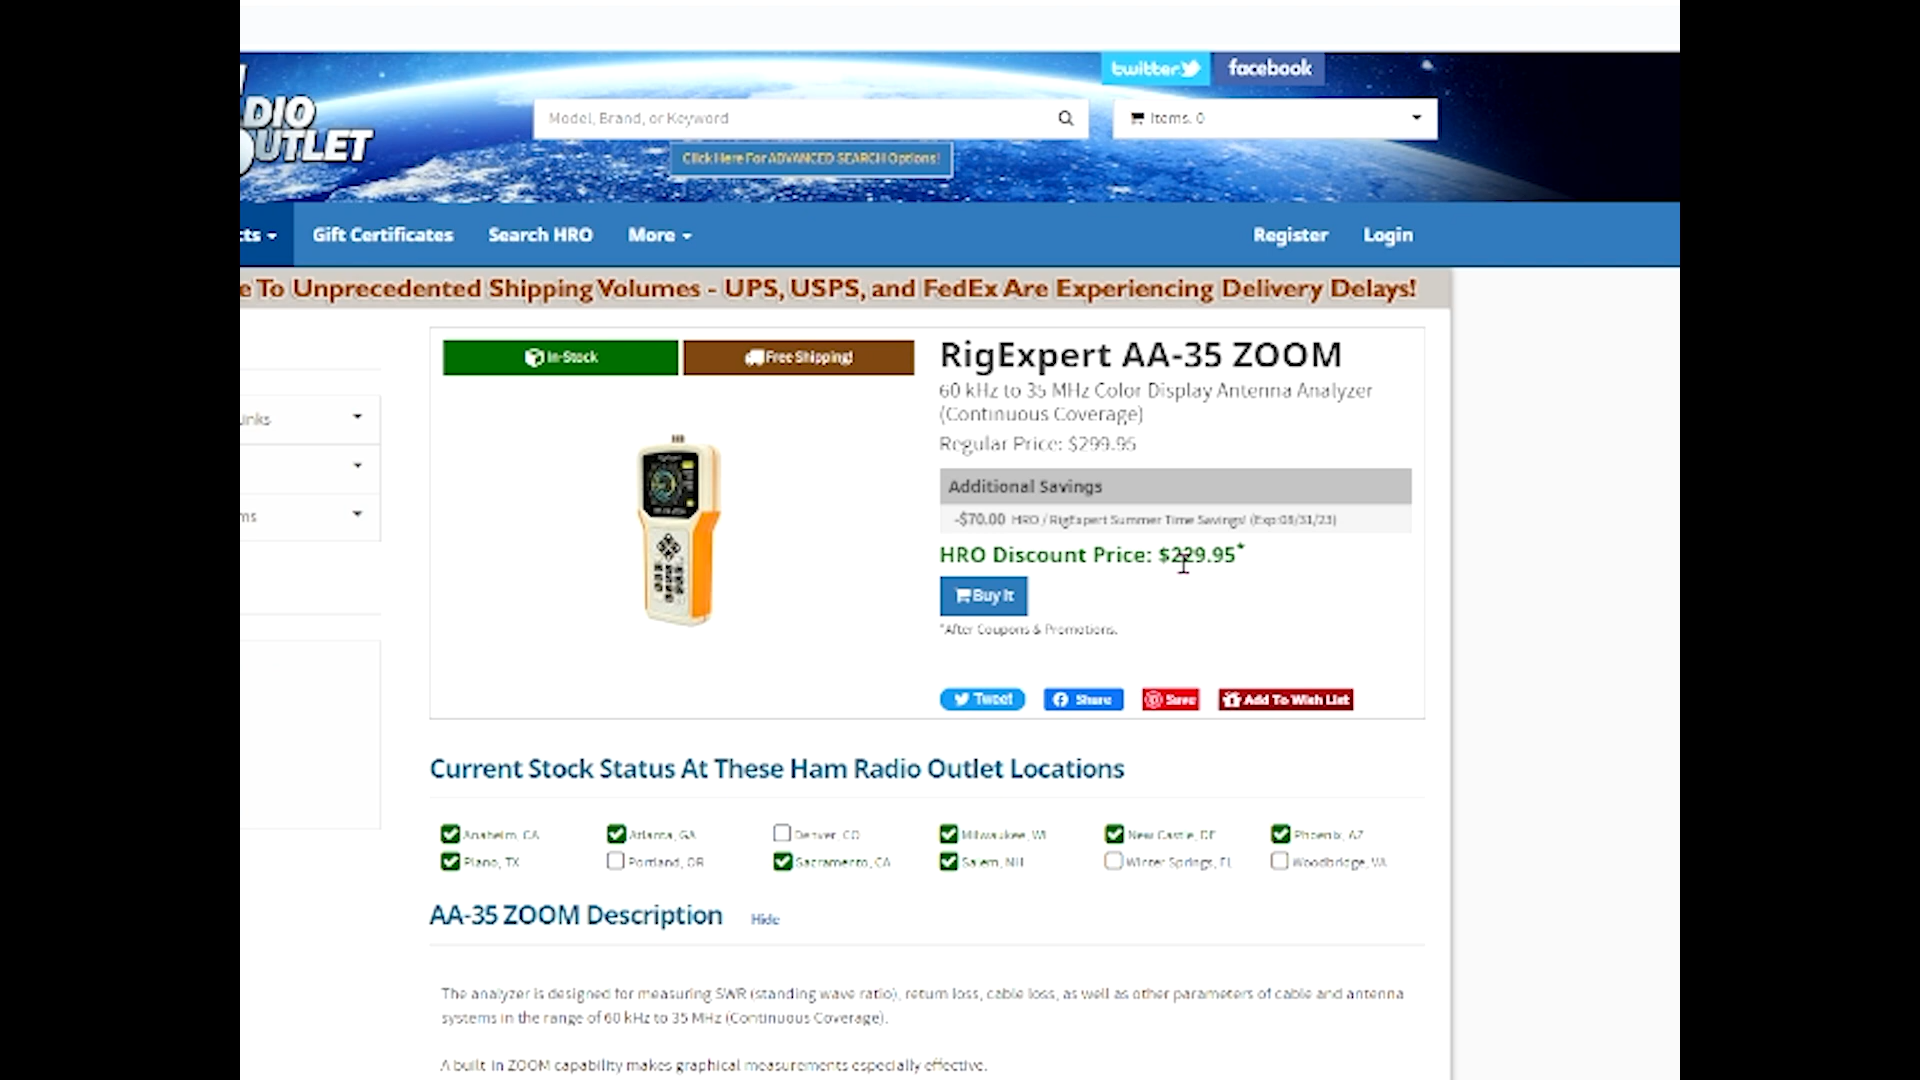 twitter
facebook
DIO
OUTLET
Model, Brand, or Keyword
Items: 0
Click Here For ADVANCED SEARCH Options!
cts
Gift Certificates
Search HRO
More
Register
Login
e To Unprecedented Shipping Volumes - UPS, USPS, and FedEx Are Experiencing Delivery Delays!
In-Stock
Free Shipping!
RigExpert AA-35 ZOOM
60 kHz to 35 MHz Color Display Antenna Analyzer
(Continuous Coverage)
Regular Price: $299.95
Additional Savings
-$70.00 HRO / RigExpert Summer Time Savings! (Exp:08/31/23)
HRO Discount Price: $229.95*
Buy It
*After Coupons & Promotions.
Tweet
Share
Save
Add To Wish List
inks
ms
Current Stock Status At These Ham Radio Outlet Locations
Anaheim, CA
Atlanta, GA
Denver, CO
Milwaukee, WI
New Castle, DE
Phoenix, AZ
Plano, TX
Portland, OR
Sacramento, CA
Salem, NH
Winter Springs, FL
Woodbridge, VA
AA-35 ZOOM Description
Hide
The analyzer is designed for measuring SWR (standing wave ratio), return loss, cable loss, as well as other parameters of cable and antenna
systems in the range of 60 kHz to 35 MHz (Continuous Coverage).
A built-in ZOOM capability makes graphical measurements especially effective.